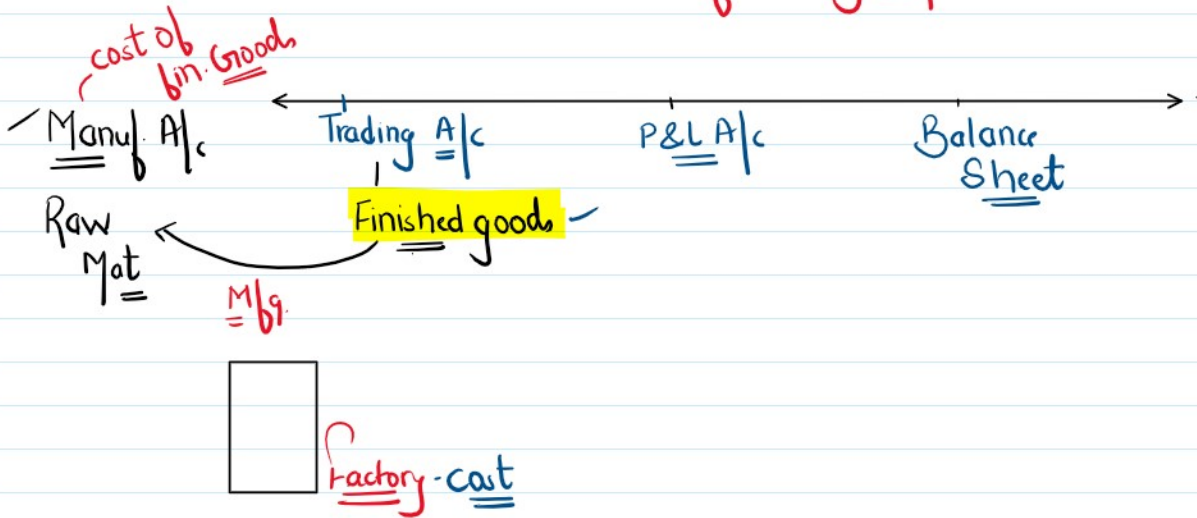 cost of
fin. Goods
Manuf. A/c
Trading A/c
P&L A/c
Balance
Sheet
Finished goods
Raw
Mat
Mfg.
Factory-cost